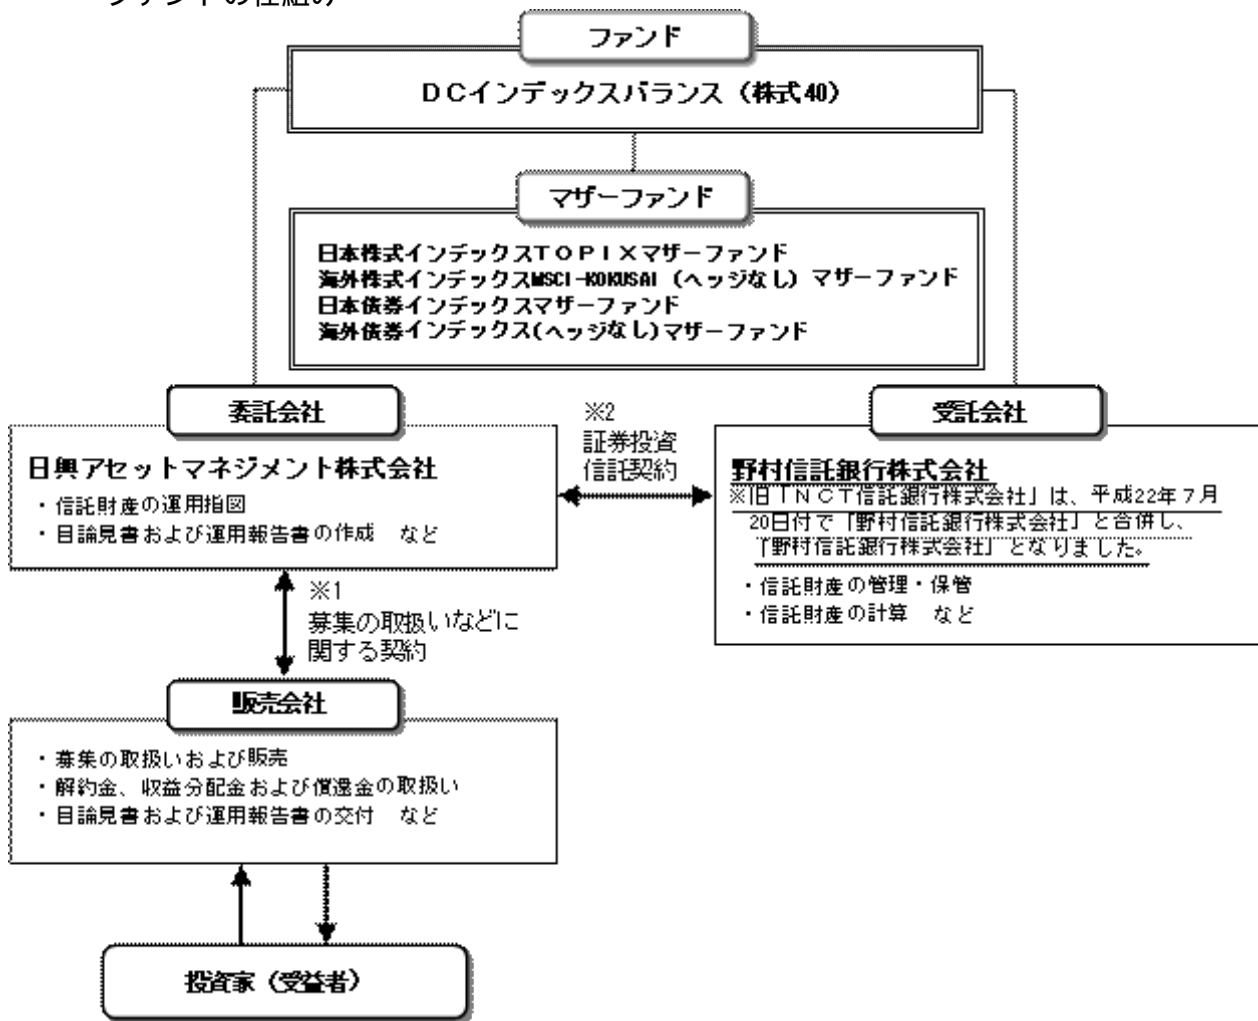 ファンドの仕組み
ファンド
DCインデックスバランス(株式40)
マザーファンド
日本株式インデックスTOPIXマザーファンド
海外株式インデックスMSCI-KOKUSAI(ヘッジなし)マザーファンド
日本債券インデックスマザーファンド
海外債券インデックス(ヘッジなし)マザーファンド
委託会社
日興アセットマネジメント株式会社
・信託財産の運用指図
・目論見書および運用報告書の作成 など
※2
証券投資
信託契約
受託会社
野村信託銀行株式会社
※旧「NCT信託銀行株式会社」は、平成22年7月
20日付で「野村信託銀行株式会社」と合併し、
「野村信託銀行株式会社」となりました。
・信託財産の管理・保管
・信託財産の計算 など
※1
募集の取扱いなどに
関する契約
販売会社
・募集の取扱いおよび販売
・解約金、収益分配金および償還金の取扱い
・目論見書および運用報告書の交付 など
投資家(受益者)